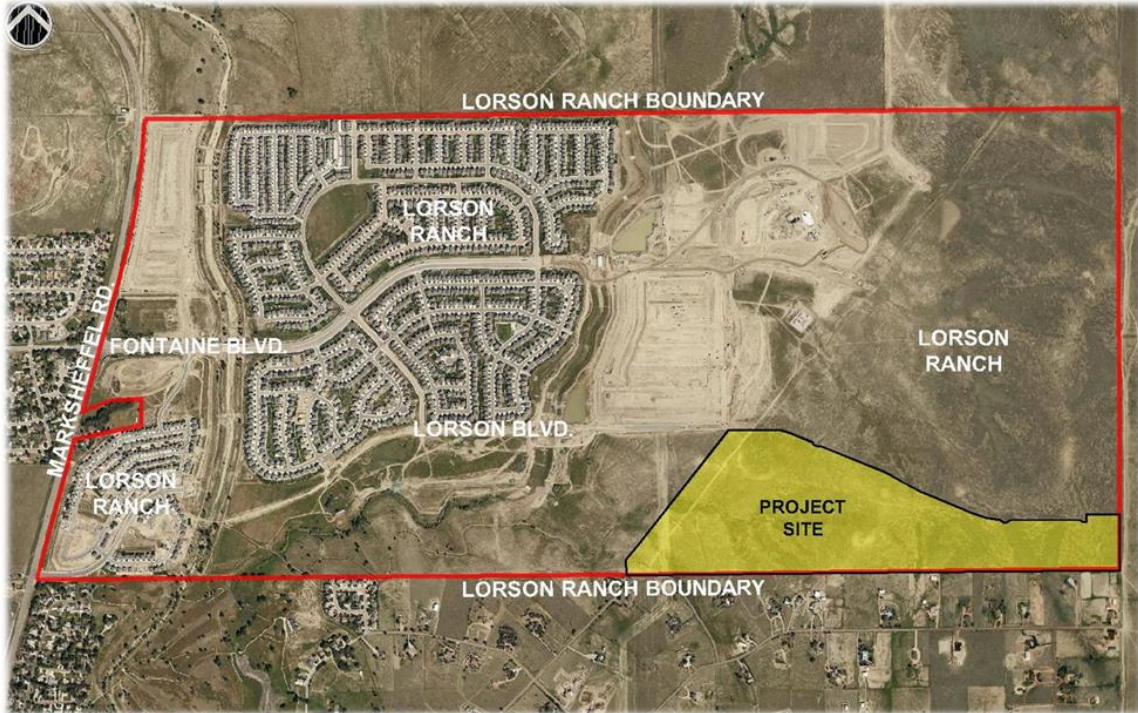 LORSON RANCH BOUNDARY
LORSON
RANCH
MARKSHEFFEL RD.
FONTAINE BLVD.
LORSON
RANCH
LORSON BLVD.
LORSON
RANCH
PROJECT
SITE
LORSON RANCH BOUNDARY